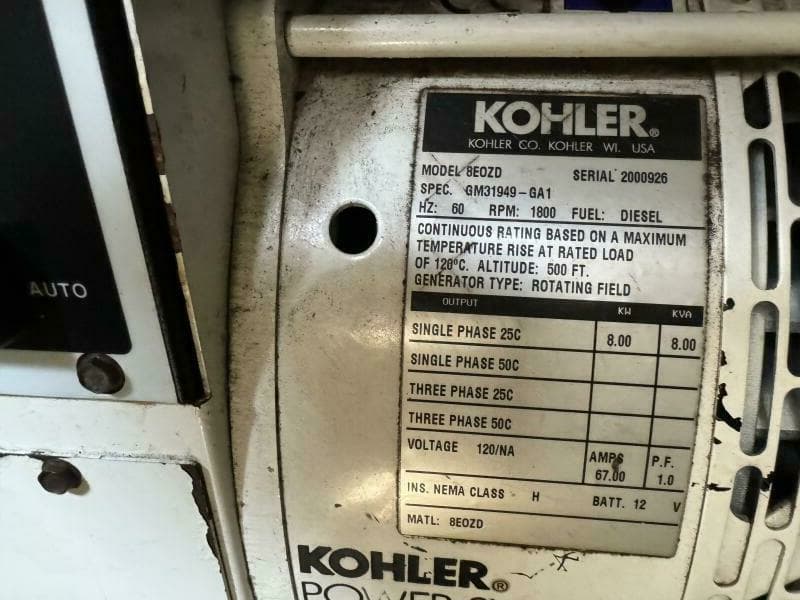 AUTO
KOHLER®
KOHLER CO. KOHLER WI. USA
MODEL 8EOZD SERIAL 2000926
SPEC. GM31949-GA1
HZ: 60 RPM: 1800 FUEL: DIESEL
CONTINUOUS RATING BASED ON A MAXIMUM
TEMPERATURE RISE AT RATED LOAD
OF 120ºC. ALTITUDE: 500 FT.
GENERATOR TYPE: ROTATING FIELD
OUTPUT KW KVA
SINGLE PHASE 25C 8.00 8.00
SINGLE PHASE 50C
THREE PHASE 25C
THREE PHASE 50C
VOLTAGE 120/NA AMPS P.F.
67.00 1.0
INS. NEMA CLASS H BATT. 12 V
MATL: 8EOZD
KOHLER®
POWER